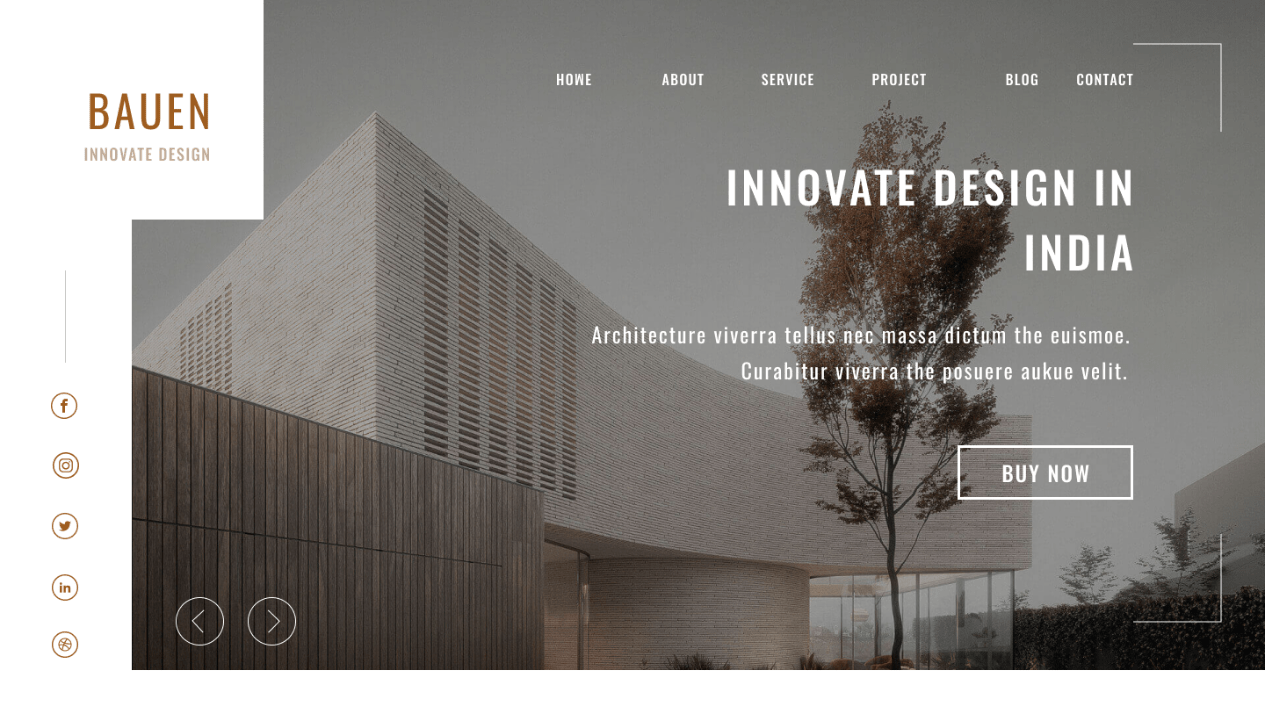 BAUEN
INNOVATE DESIGN
HOME ABOUT SERVICE PROJECT BLOG CONTACT
INNOVATE DESIGN IN
INDIA
Architecture viverra tellus nec massa dictum the euismoe.
Curabitur viverra the posuere aukue velit.
BUY NOW